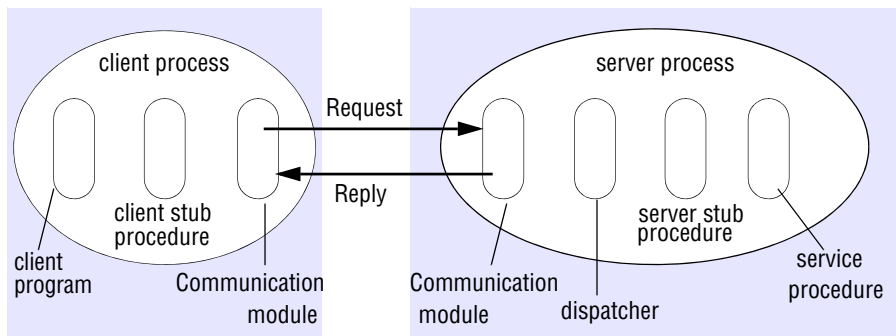 client process
server process
Request
Reply
client stub
procedure
server stub
procedure
client
program
Communication
module
Communication
module
dispatcher
service
procedure